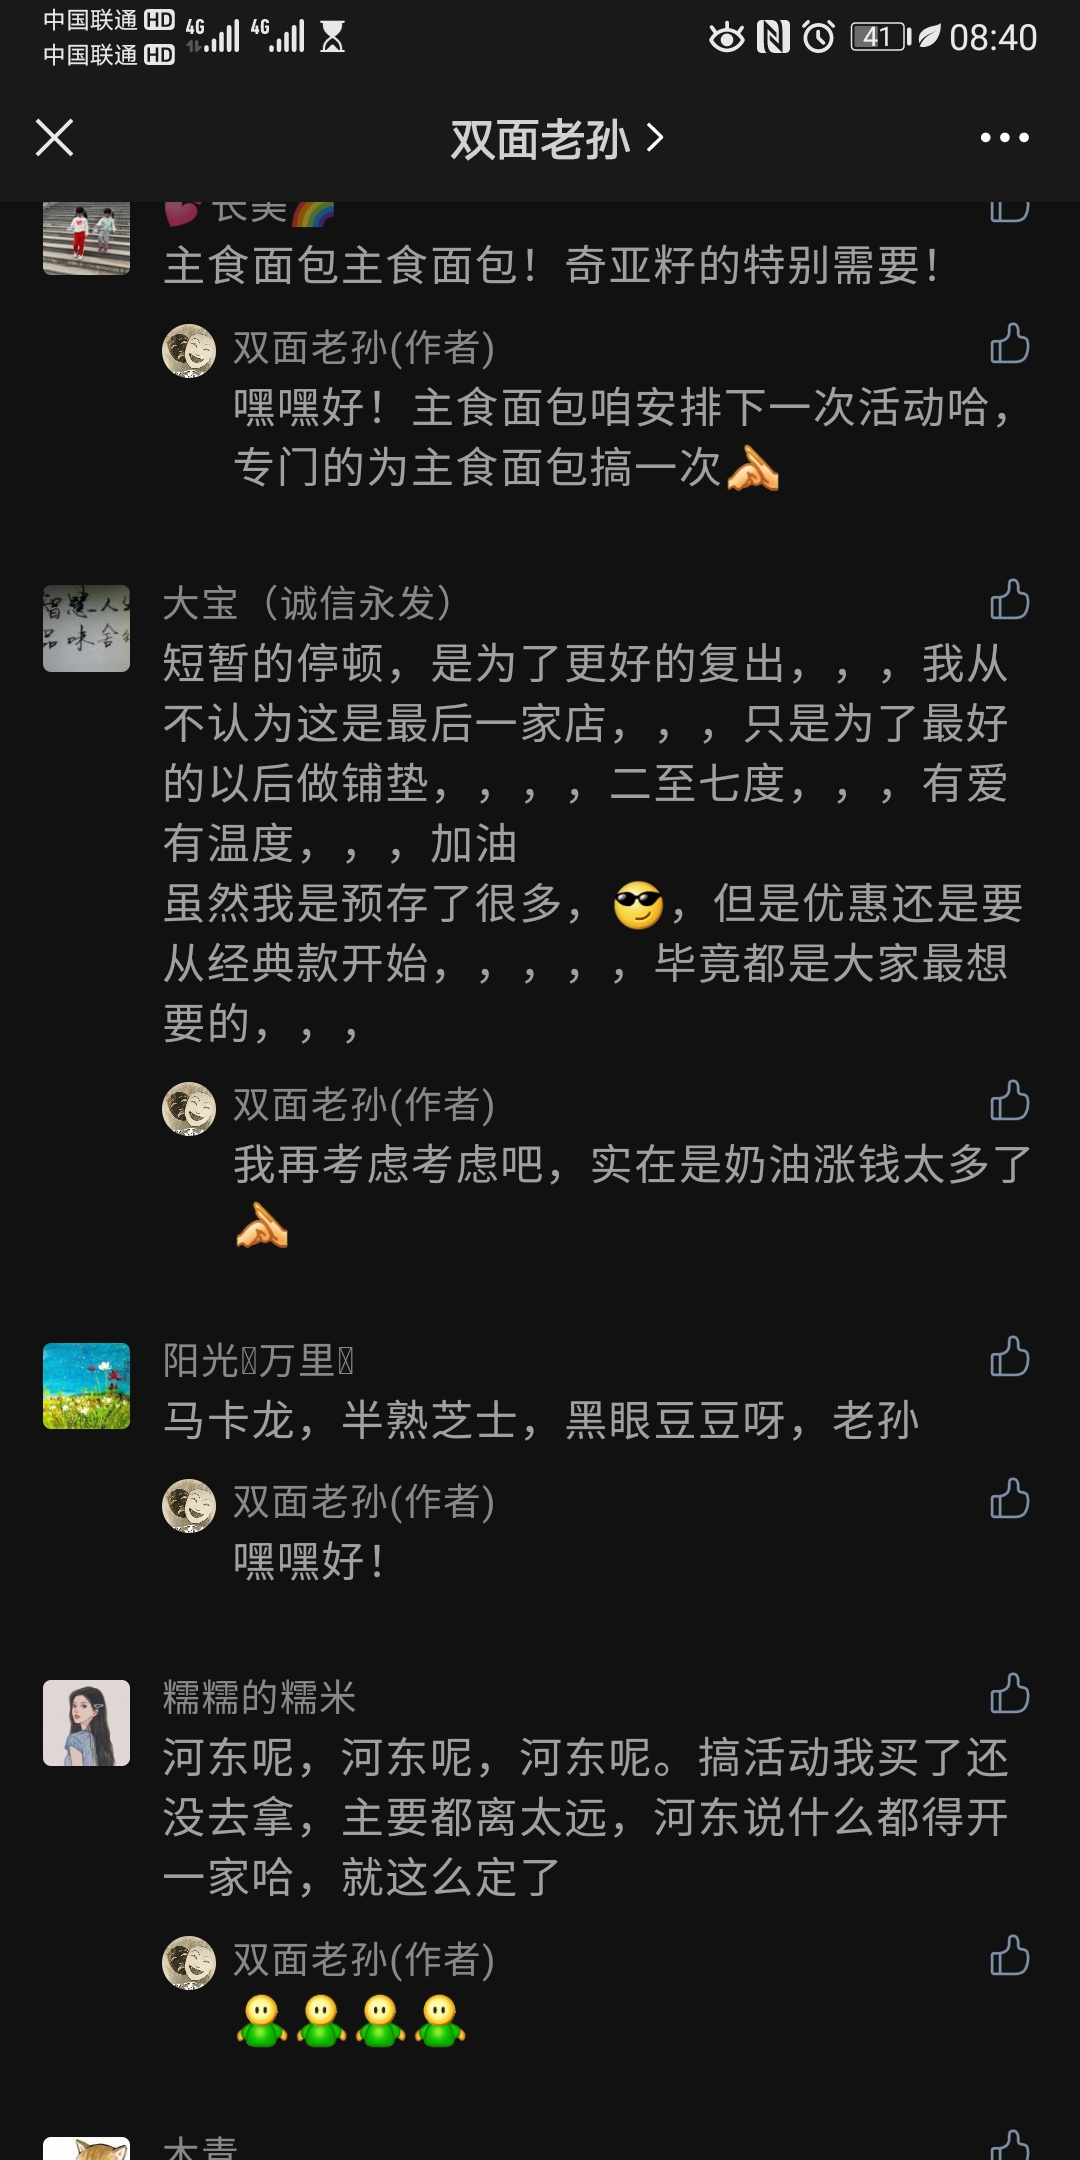 中国联通 HD 4G 4G 41 08:40
中国联通 HD
双面老孙
长美
主食面包主食面包！奇亚籽的特别需要！
双面老孙(作者)
嘿嘿好！主食面包咱安排下一次活动哈，
专门的为主食面包搞一次
大宝（诚信永发）
短暂的停顿，是为了更好的复出，，，我从
不认为这是最后一家店，，，只是为了最好
的以后做铺垫，，，，二至七度，，，有爱
有温度，，，加油
虽然我是预存了很多，😎，但是优惠还是要
从经典款开始，，，，，毕竟都是大家最想
要的，，，
双面老孙(作者)
我再考虑考虑吧，实在是奶油涨钱太多了
阳光万里
马卡龙，半熟芝士，黑眼豆豆呀，老孙
双面老孙(作者)
嘿嘿好！
糯糯的糯米
河东呢，河东呢，河东呢。搞活动我买了还
没去拿，主要都离太远，河东说什么都得开
一家哈，就这么定了
双面老孙(作者)
木青